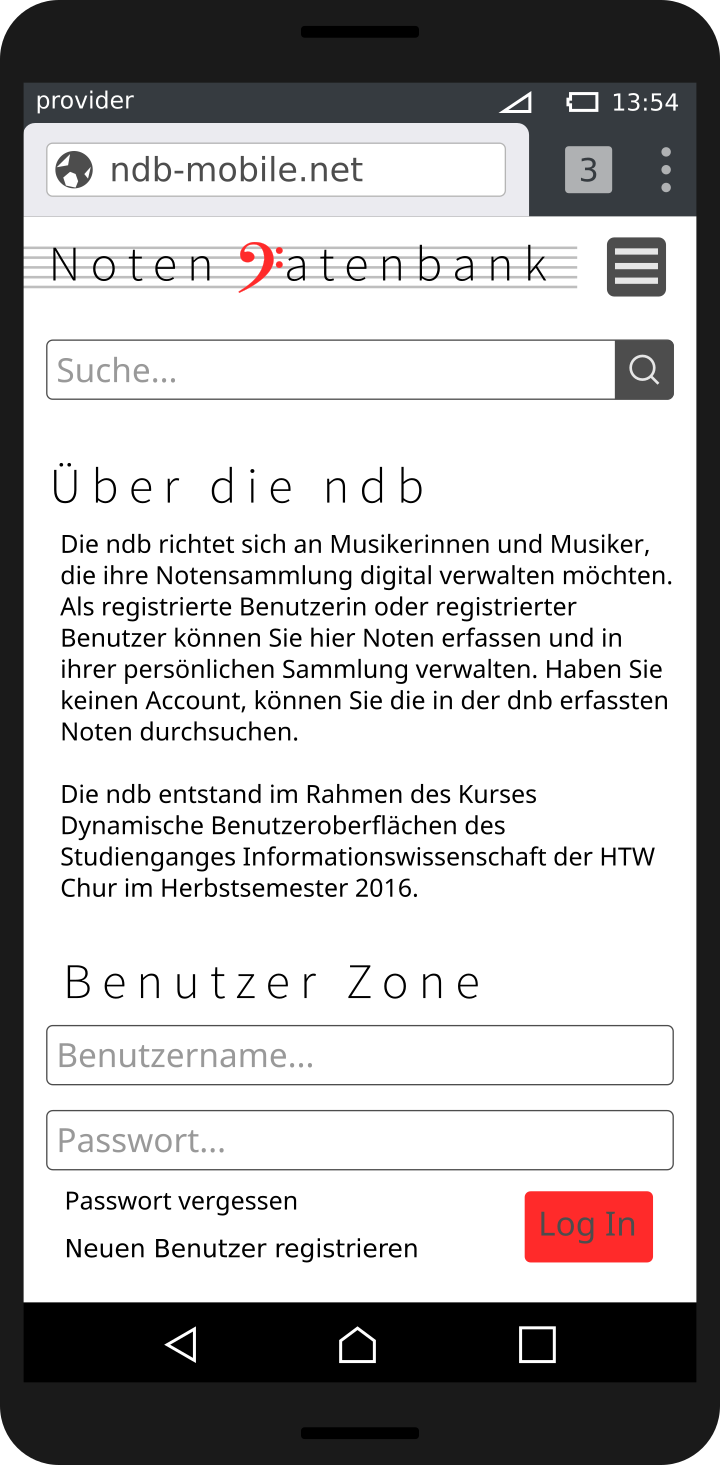 provider
13:54
ndb-mobile.net
3
Noten atenbank
Suche...
Über die ndb
Die ndb richtet sich an Musikerinnen und Musiker,
die ihre Notensammlung digital verwalten möchten.
Als registrierte Benutzerin oder registrierter
Benutzer können Sie hier Noten erfassen und in
ihrer persönlichen Sammlung verwalten. Haben Sie
keinen Account, können Sie die in der dnb erfassten
Noten durchsuchen.
Die ndb entstand im Rahmen des Kurses
Dynamische Benutzeroberflächen des
Studienganges Informationswissenschaft der HTW
Chur im Herbstsemester 2016.
Benutzer Zone
Benutzername...
Passwort...
Passwort vergessen
Log In
Neuen Benutzer registrieren